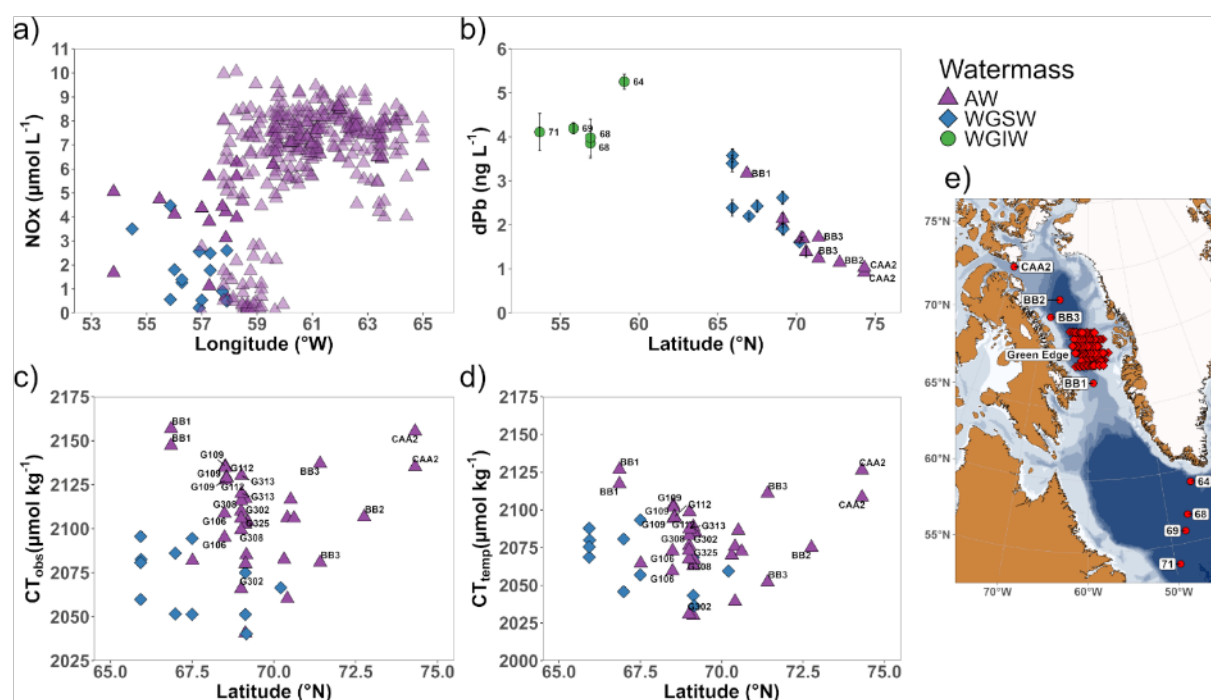 a)
NOx (µmol L⁻¹)
11
10
9
8
7
6
5
4
3
2
1
0
53
55
57
59
61
63
65
Longitude (°W)
b)
dPb (ng L⁻¹)
6
5
4
3
2
1
0
64
71
69
68
68
BB1
BB3
BB3
BB2
CAA2
CAA2
55
60
65
70
75
Latitude (°N)
Watermass
AW
WGSW
WGIW
c)
CTobs(µmol kg⁻¹)
2175
2150
2125
2100
2075
2050
2025
BB1
BB1
G109
G109
G112
G109
G112
G313
G313
G308
G302
G106
G325
G106
G308
G302
BB3
BB3
BB2
CAA2
CAA2
65.0
67.5
70.0
72.5
75.0
Latitude (°N)
d)
CTtemp(µmol kg⁻¹)
2175
2150
2125
2100
2075
2050
2025
2000
BB1
BB1
G109
G109
G112
G109
G112
G313
G308
G302
G325
G106
G308
G302
BB3
BB3
BB2
CAA2
CAA2
65.0
67.5
70.0
72.5
75.0
Latitude (°N)
e)
75°N
70°N
65°N
60°N
55°N
CAA2
BB2
BB3
Green Edge
BB1
75°N
70°N
65°N
60°N
64
68
69
71
70°W
60°W
50°W